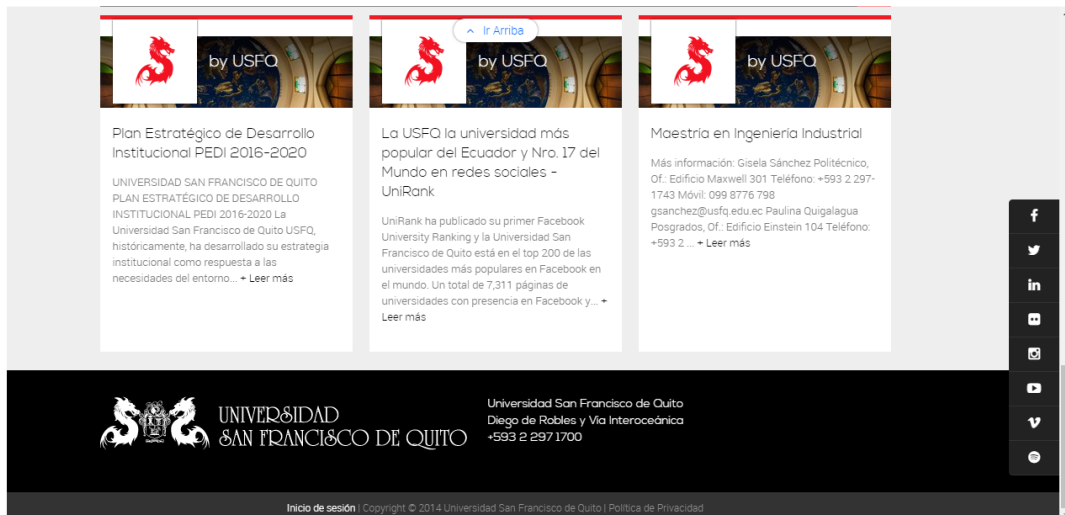 Ir Arriba
by USFQ
by USFQ
by USFQ
Plan Estratégico de Desarrollo
Institucional PEDI 2016-2020
UNIVERSIDAD SAN FRANCISCO DE QUITO
PLAN ESTRATÉGICO DE DESARROLLO
INSTITUCIONAL PEDI 2016-2020 La
Universidad San Francisco de Quito USFQ,
históricamente, ha desarrollado su estrategia
institucional como respuesta a las
necesidades del entorno... + Leer más
La USFQ la universidad más
popular del Ecuador y Nro. 17 del
Mundo en redes sociales -
UniRank
UniRank ha publicado su primer Facebook
University Ranking y la Universidad San
Francisco de Quito está en el top 200 de las
universidades más populares en Facebook en
el mundo. Un total de 7,311 páginas de
universidades con presencia en Facebook y... +
Leer más
Maestría en Ingeniería Industrial
Más información: Gisela Sánchez Politécnico,
Of.: Edificio Maxwell 301 Teléfono: +593 2 297-
1743 Móvil: 099 8776 798
gsanchez@usfq.edu.ec Paulina Quigalagua
Posgrados, Of.: Edificio Einstein 104 Teléfono:
+593 2 ... + Leer más
UNIVERSIDAD
SAN FRANCISCO DE QUITO
Universidad San Francisco de Quito
Diego de Robles y Vía Interoceánica
+593 2 297 1700
Inicio de sesión | Copyright © 2014 Universidad San Francisco de Quito | Política de Privacidad